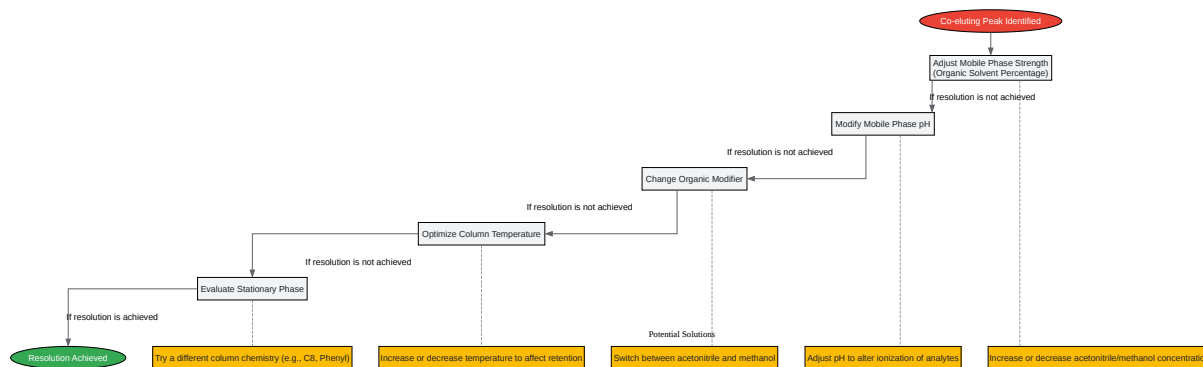 Co-eluting Peak Identified
Adjust Mobile Phase Strength
(Organic Solvent Percentage)
If resolution is not achieved
Modify Mobile Phase pH
If resolution is not achieved
Change Organic Modifier
If resolution is not achieved
Optimize Column Temperature
If resolution is not achieved
Evaluate Stationary Phase
If resolution is achieved
Potential Solutions
Resolution Achieved
Try a different column chemistry (e.g., C8, Phenyl)
Increase or decrease temperature to affect retention
Switch between acetonitrile and methanol
Adjust pH to alter ionization of analytes
Increase or decrease acetonitrile/methanol concentratio